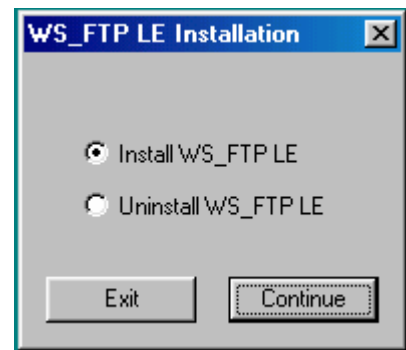 WS_FTP LE Installation
Install WS_FTP LE
Uninstall WS_FTP LE
Exit Continue